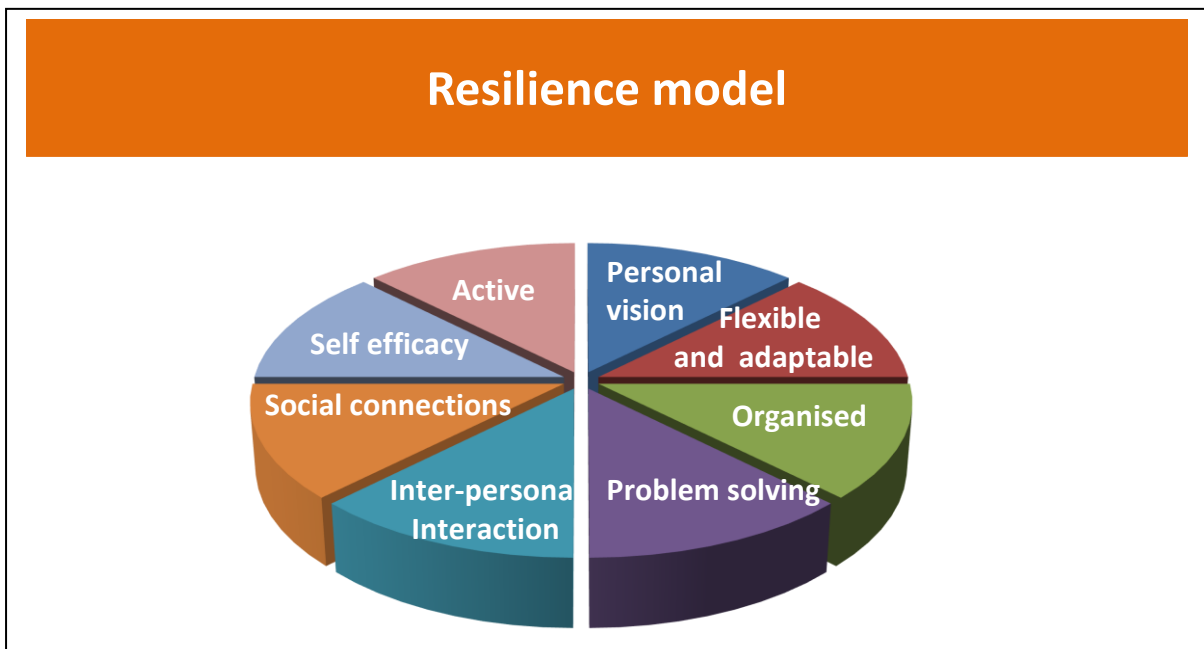 Resilience model
Active
Personal
vision
Self efficacy
Flexible
and adaptable
Social connections
Organised
Inter-persona
Interaction
Problem solving